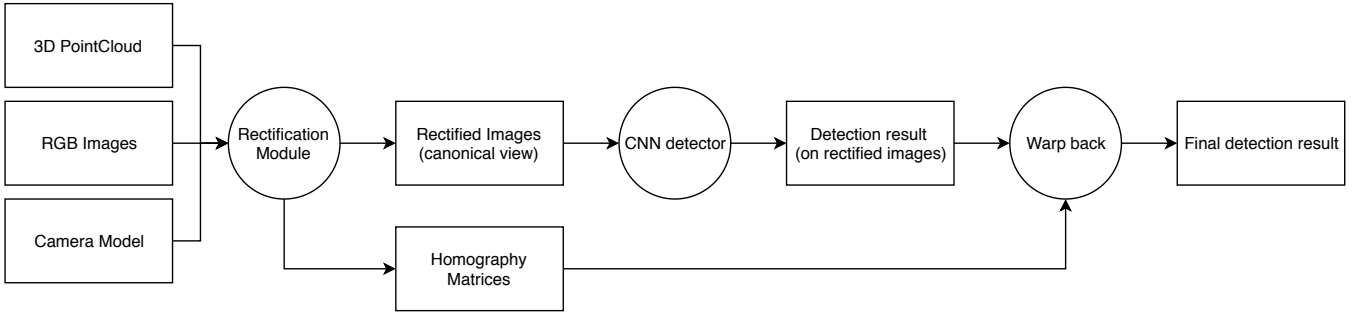 3D PointCloud
RGB Images
Camera Model
Rectification
Module
Rectified Images
(canonical view)
CNN detector
Detection result
(on rectified images)
Warp back
Final detection result
Homography
Matrices